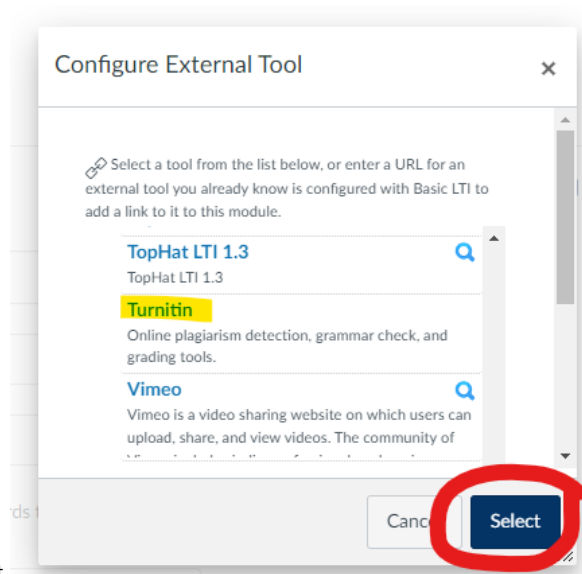 Configure External Tool
×
Select a tool from the list below, or enter a URL for an
external tool you already know is configured with Basic LTI to
add a link to it to this module.
TopHat LTI 1.3
TopHat LTI 1.3
Turnitin
Online plagiarism detection, grammar check, and
grading tools.
Vimeo
Vimeo is a video sharing website on which users can
upload, share, and view videos. The community of
Select